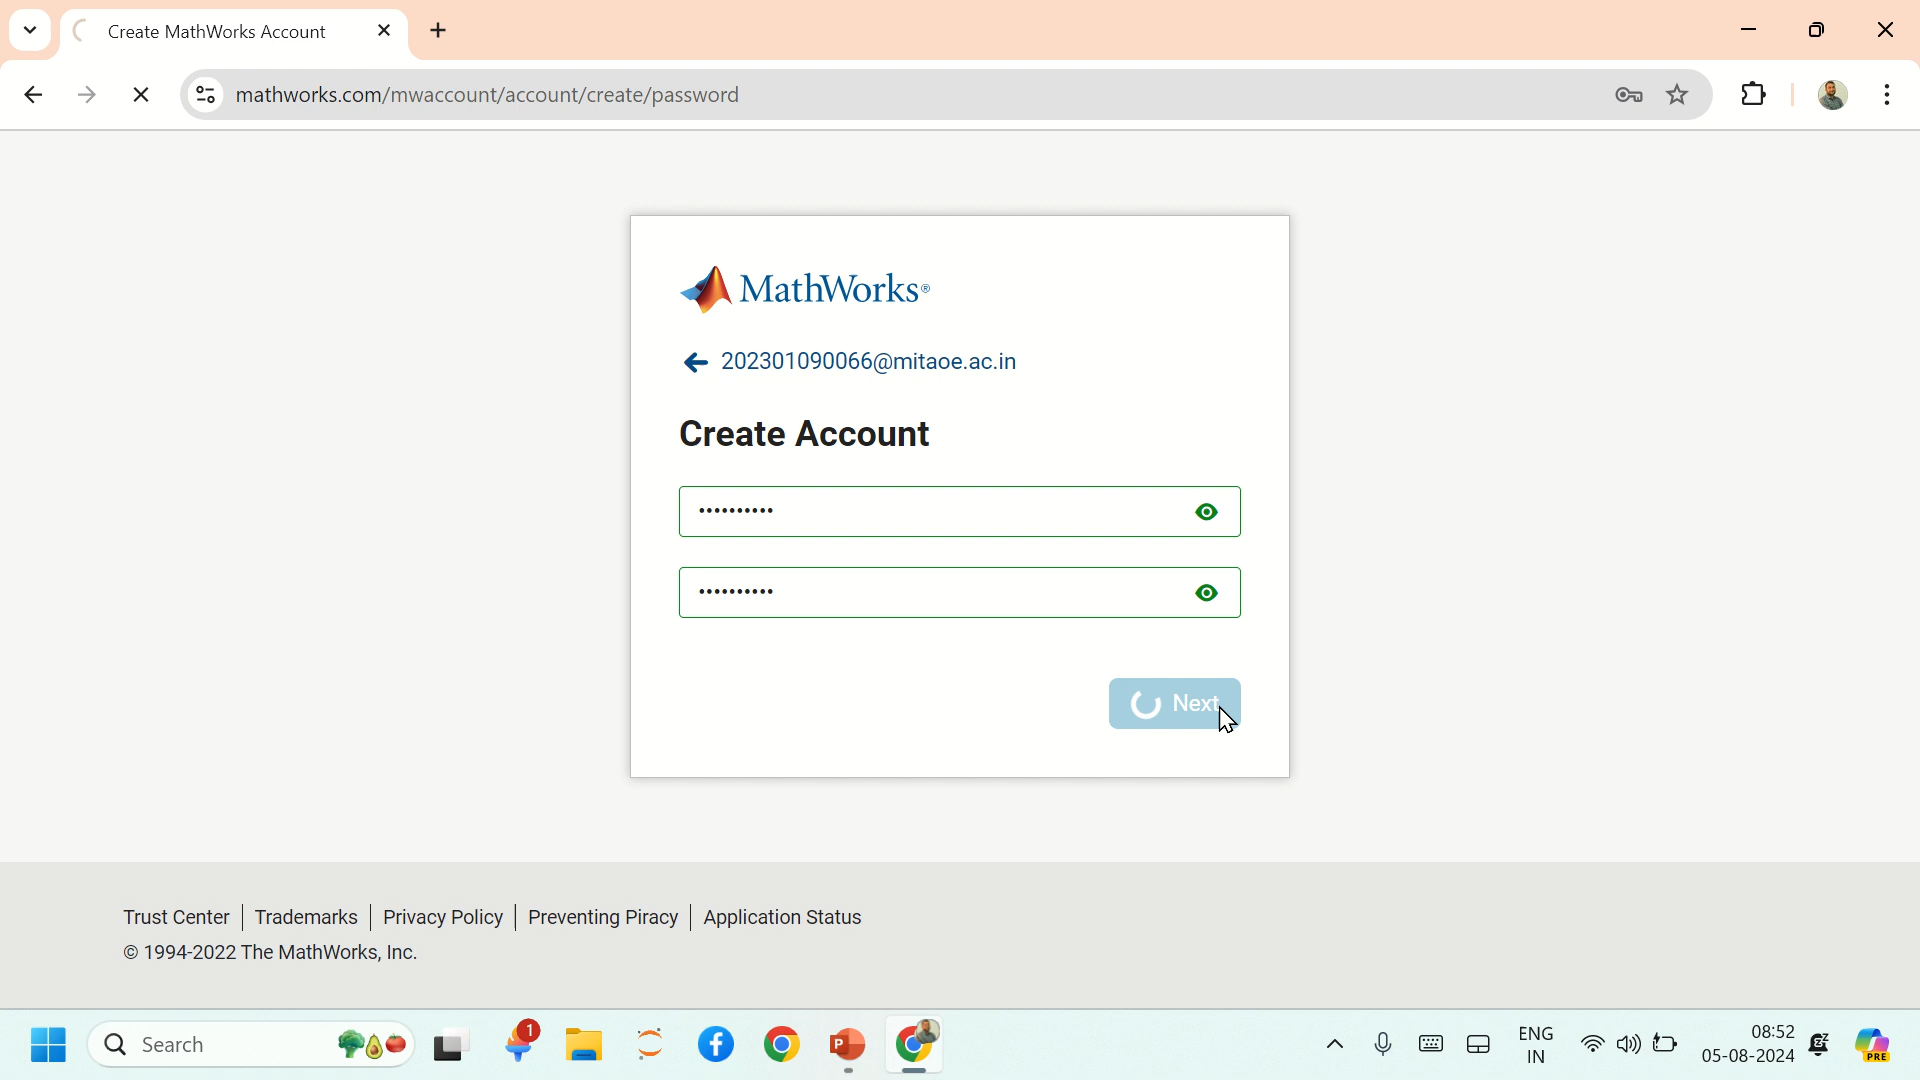 Create MathWorks Account
mathworks.com/mwaccount/account/create/password
MathWorks®
202301090066@mitaoe.ac.in
Create Account
••••••••••
••••••••••
Next
Trust Center
Trademarks
Privacy Policy
Preventing Piracy
Application Status
© 1994-2022 The MathWorks, Inc.
Search
1
P
ENG
IN
08:52
05-08-2024
PRE